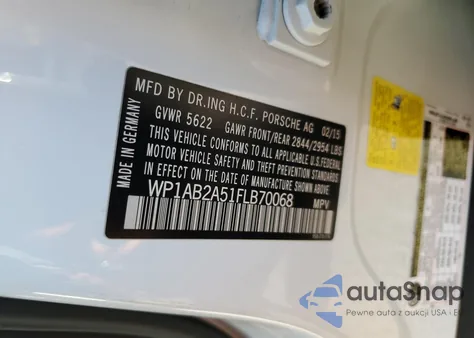 MFD BY DR.ING H.C.F. PORSCHE AG 02/15
MADE IN GERMANY
GVWR 5622 GAWR FRONT/REAR 2844/2954 LBS
THIS VEHICLE CONFORMS TO ALL APPLICABLE U.S.FEDERAL
MOTOR VEHICLE SAFETY AND THEFT PREVENTION STANDARDS
IN EFFECT ON THE DATE OF MANUFACTURE SHOWN ABOVE
WP1AB2A51FLB70068 MPV
autoSnap
Pewne auta z aukcji USA i E